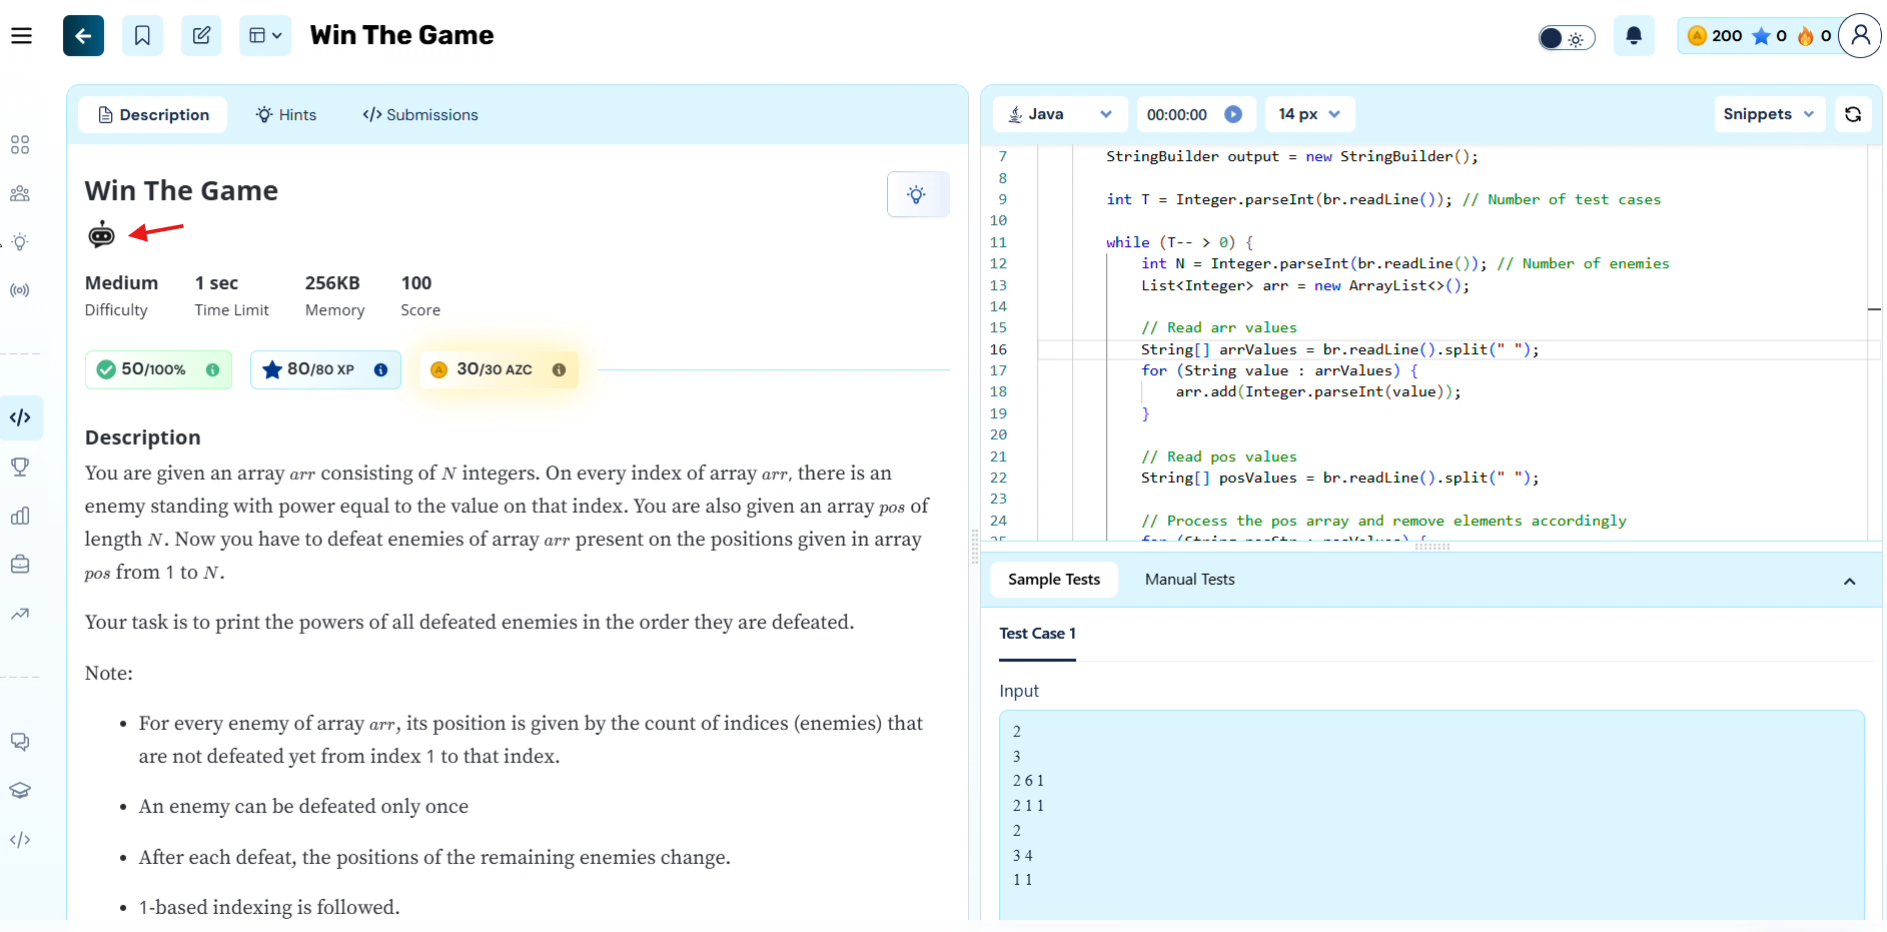 Win The Game
200 0 0
Description Hints </> Submissions
Win The Game
Medium 1 sec 256KB 100
Difficulty Time Limit Memory Score
50/100% 80/80 XP 30/30 AZC
Description
You are given an array arr consisting of N integers. On every index of array arr, there is an
enemy standing with power equal to the value on that index. You are also given an array pos of
length N. Now you have to defeat enemies of array arr present on the positions given in array
pos from 1 to N.
Your task is to print the powers of all defeated enemies in the order they are defeated.
Note:
• For every enemy of array arr, its position is given by the count of indices (enemies) that
are not defeated yet from index 1 to that index.
• An enemy can be defeated only once
• After each defeat, the positions of the remaining enemies change.
• 1-based indexing is followed.
Java 00:00:00 14 px Snippets
7 StringBuilder output = new StringBuilder();
8
9 int T = Integer.parseInt(br.readLine()); // Number of test cases
10
11 while (T-- > 0) {
12 int N = Integer.parseInt(br.readLine()); // Number of enemies
13 List<Integer> arr = new ArrayList<>();
14
15 // Read arr values
16 String[] arrValues = br.readLine().split(" ");
17 for (String value : arrValues) {
18 arr.add(Integer.parseInt(value));
19 }
20
21 // Read pos values
22 String[] posValues = br.readLine().split(" ");
23
24 // Process the pos array and remove elements accordingly
25 for (String posStr : posValues) {
Sample Tests Manual Tests
Test Case 1
Input
2
3
2 6 1
2 1 1
2
3 4
1 1